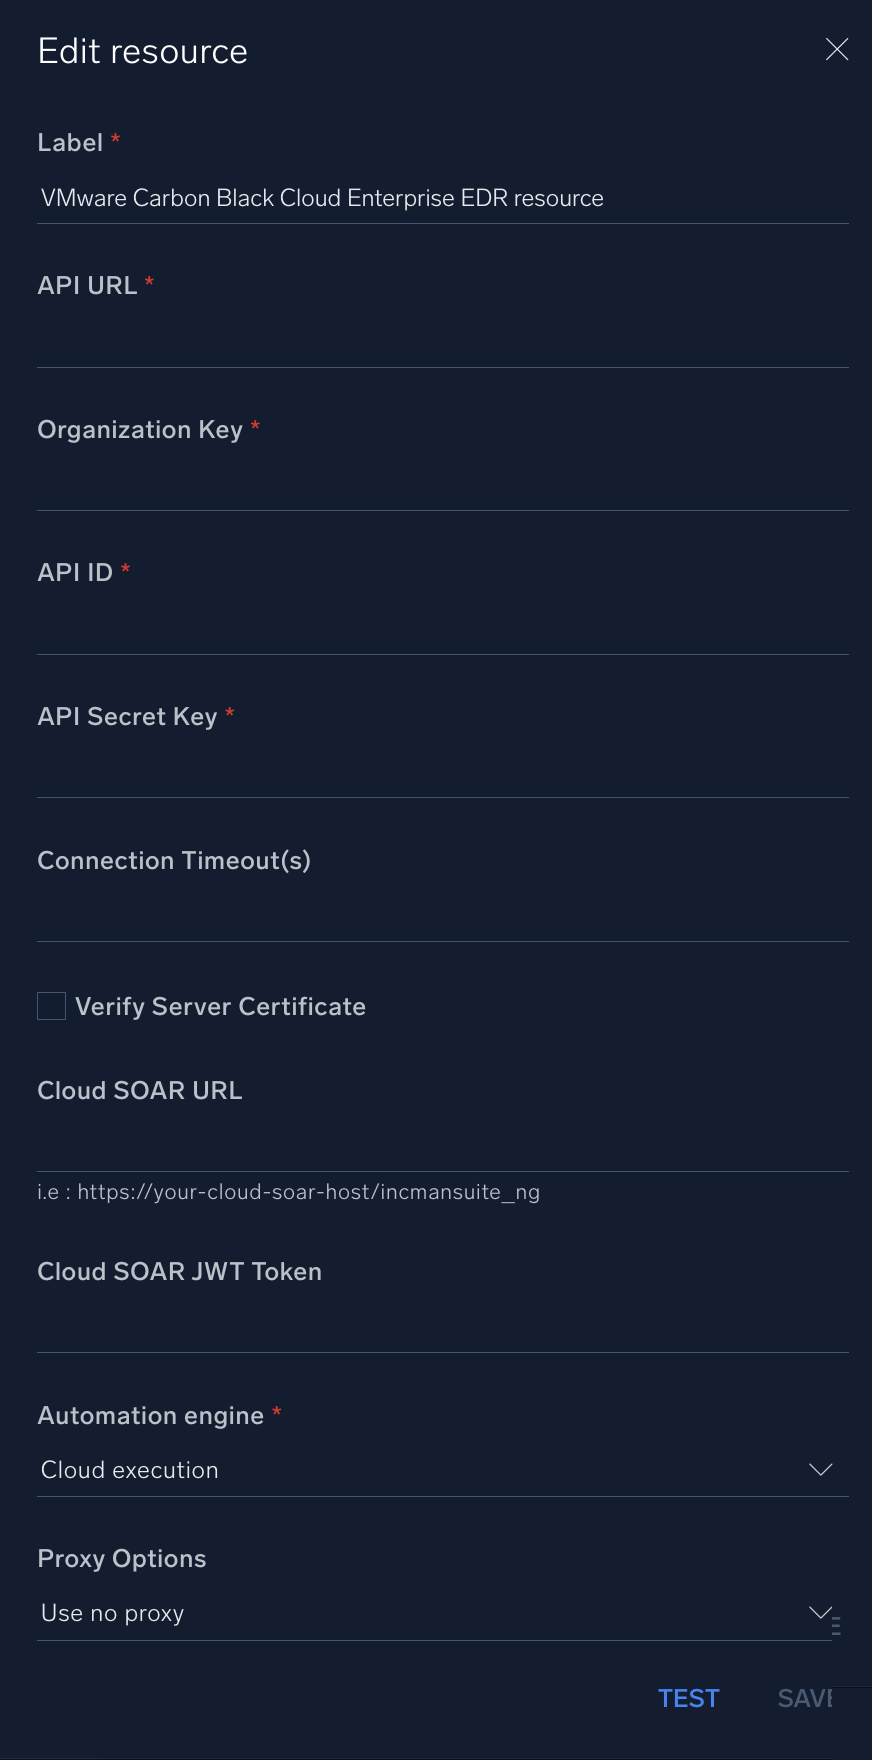 Edit resource
Label *
VMware Carbon Black Cloud Enterprise EDR resource
API URL *
Organization Key *
API ID *
API Secret Key *
Connection Timeout(s)
Verify Server Certificate
Cloud SOAR URL
i.e : https://your-cloud-soar-host/incmansuite_ng
Cloud SOAR JWT Token
Automation engine *
Cloud execution
Proxy Options
Use no proxy
TEST SAVE